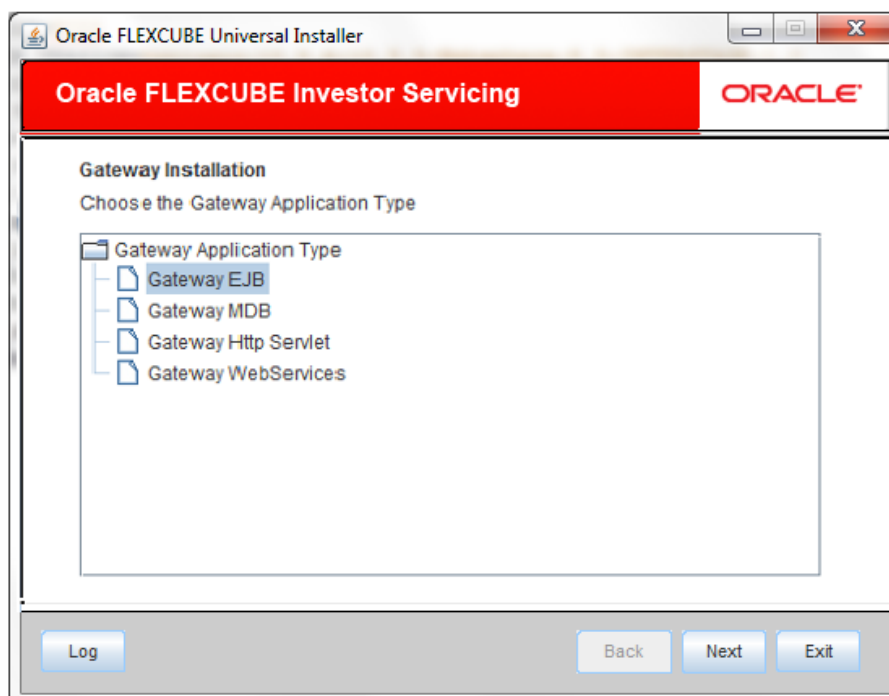 Oracle FLEXCUBE Universal Installer
Oracle FLEXCUBE Investor Servicing
ORACLE
Gateway Installation
Choose the Gateway Application Type
Gateway Application Type
Gateway EJB
Gateway MDB
Gateway Http Servlet
Gateway WebServices
Log
Back
Next
Exit